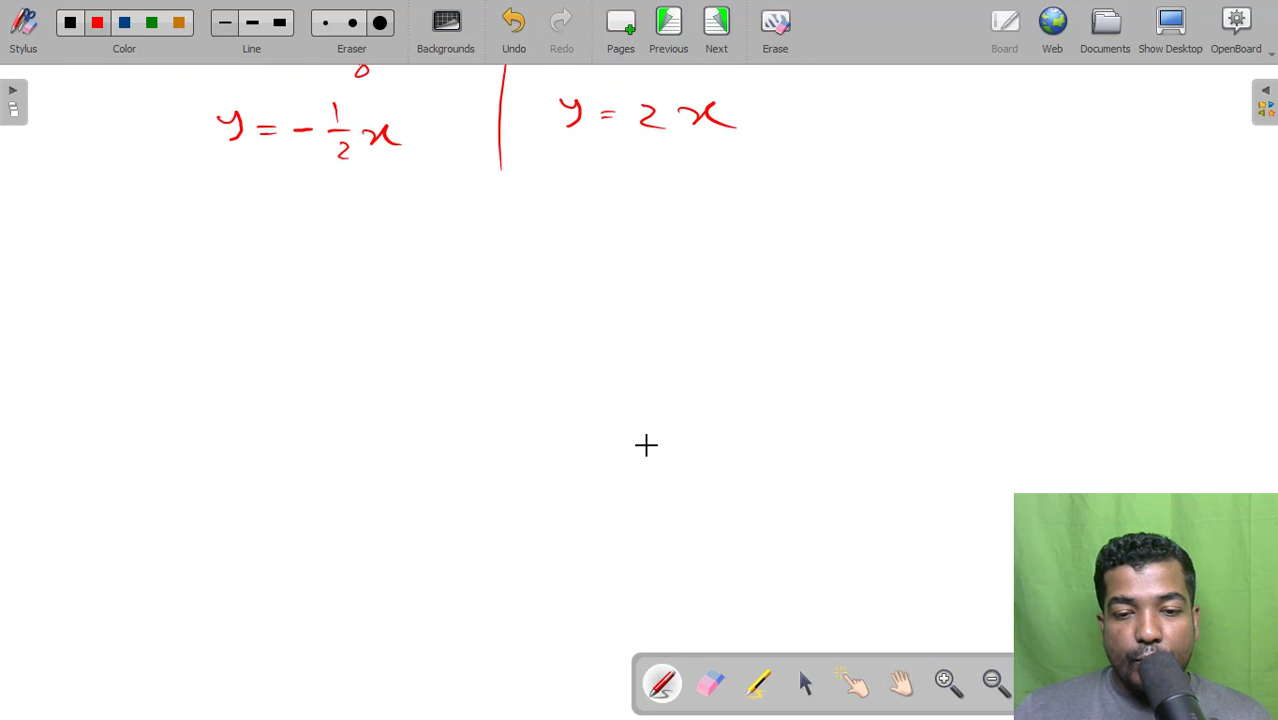 Stylus Color Line Eraser Backgrounds Undo Redo Pages Previous Next Erase Board Web Documents Show Desktop OpenBoard
y = - 1/2 x
y = 2 x